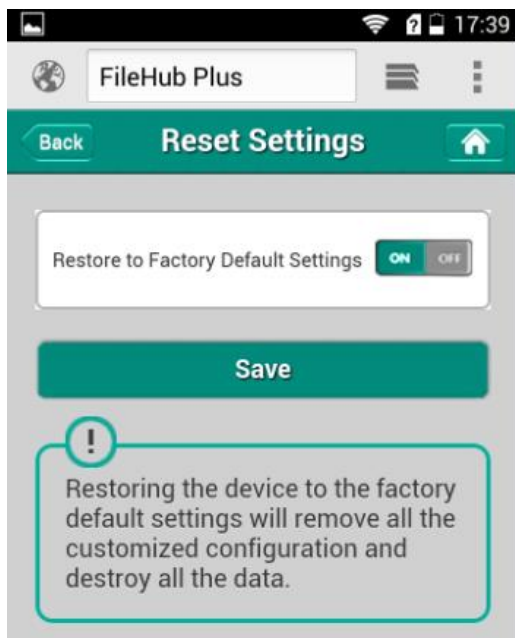 17:39
FileHub Plus
Back
Reset Settings
Restore to Factory Default Settings
ON OFF
Save
!
Restoring the device to the factory
default settings will remove all the
customized configuration and
destroy all the data.